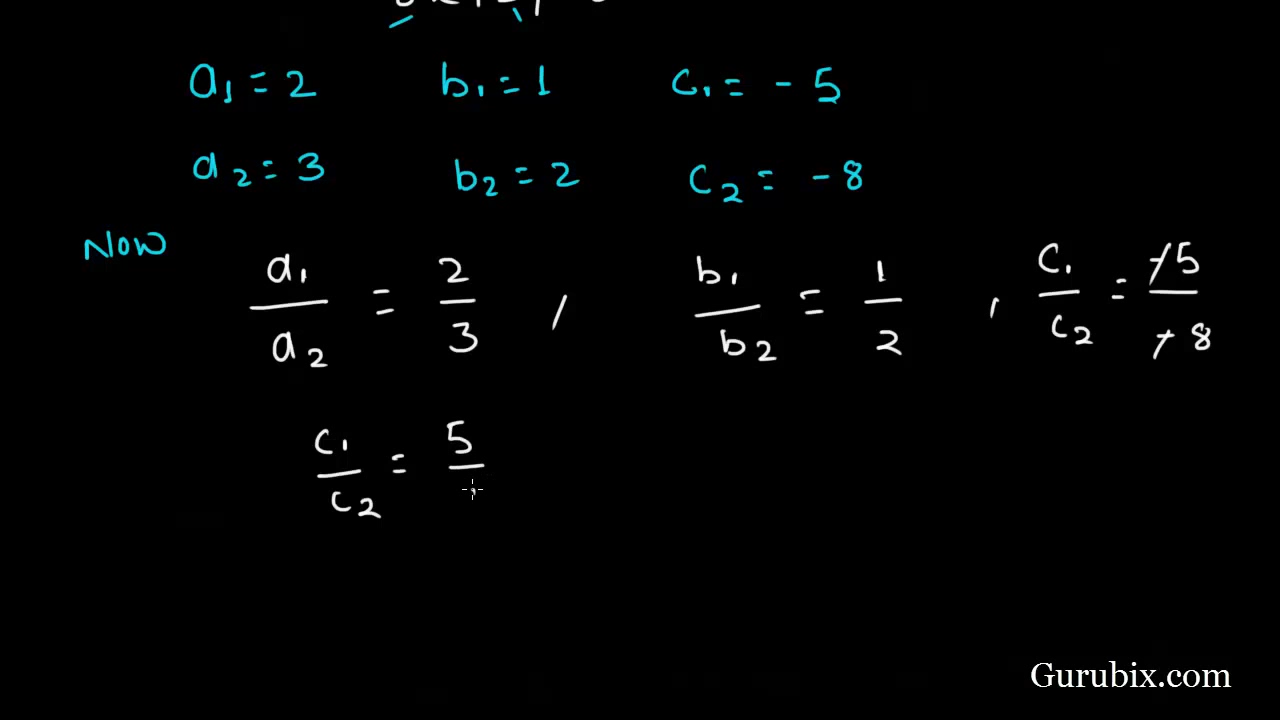 a₁ = 2 b₁ = 1 c₁ = - 5
a₂ = 3 b₂ = 2 c₂ = - 8
Now a₁/a₂ = 2/3 , b₁/b₂ = 1/2 , c₁/c₂ = -5/-8
c₁/c₂ = 5/
Gurubix.com